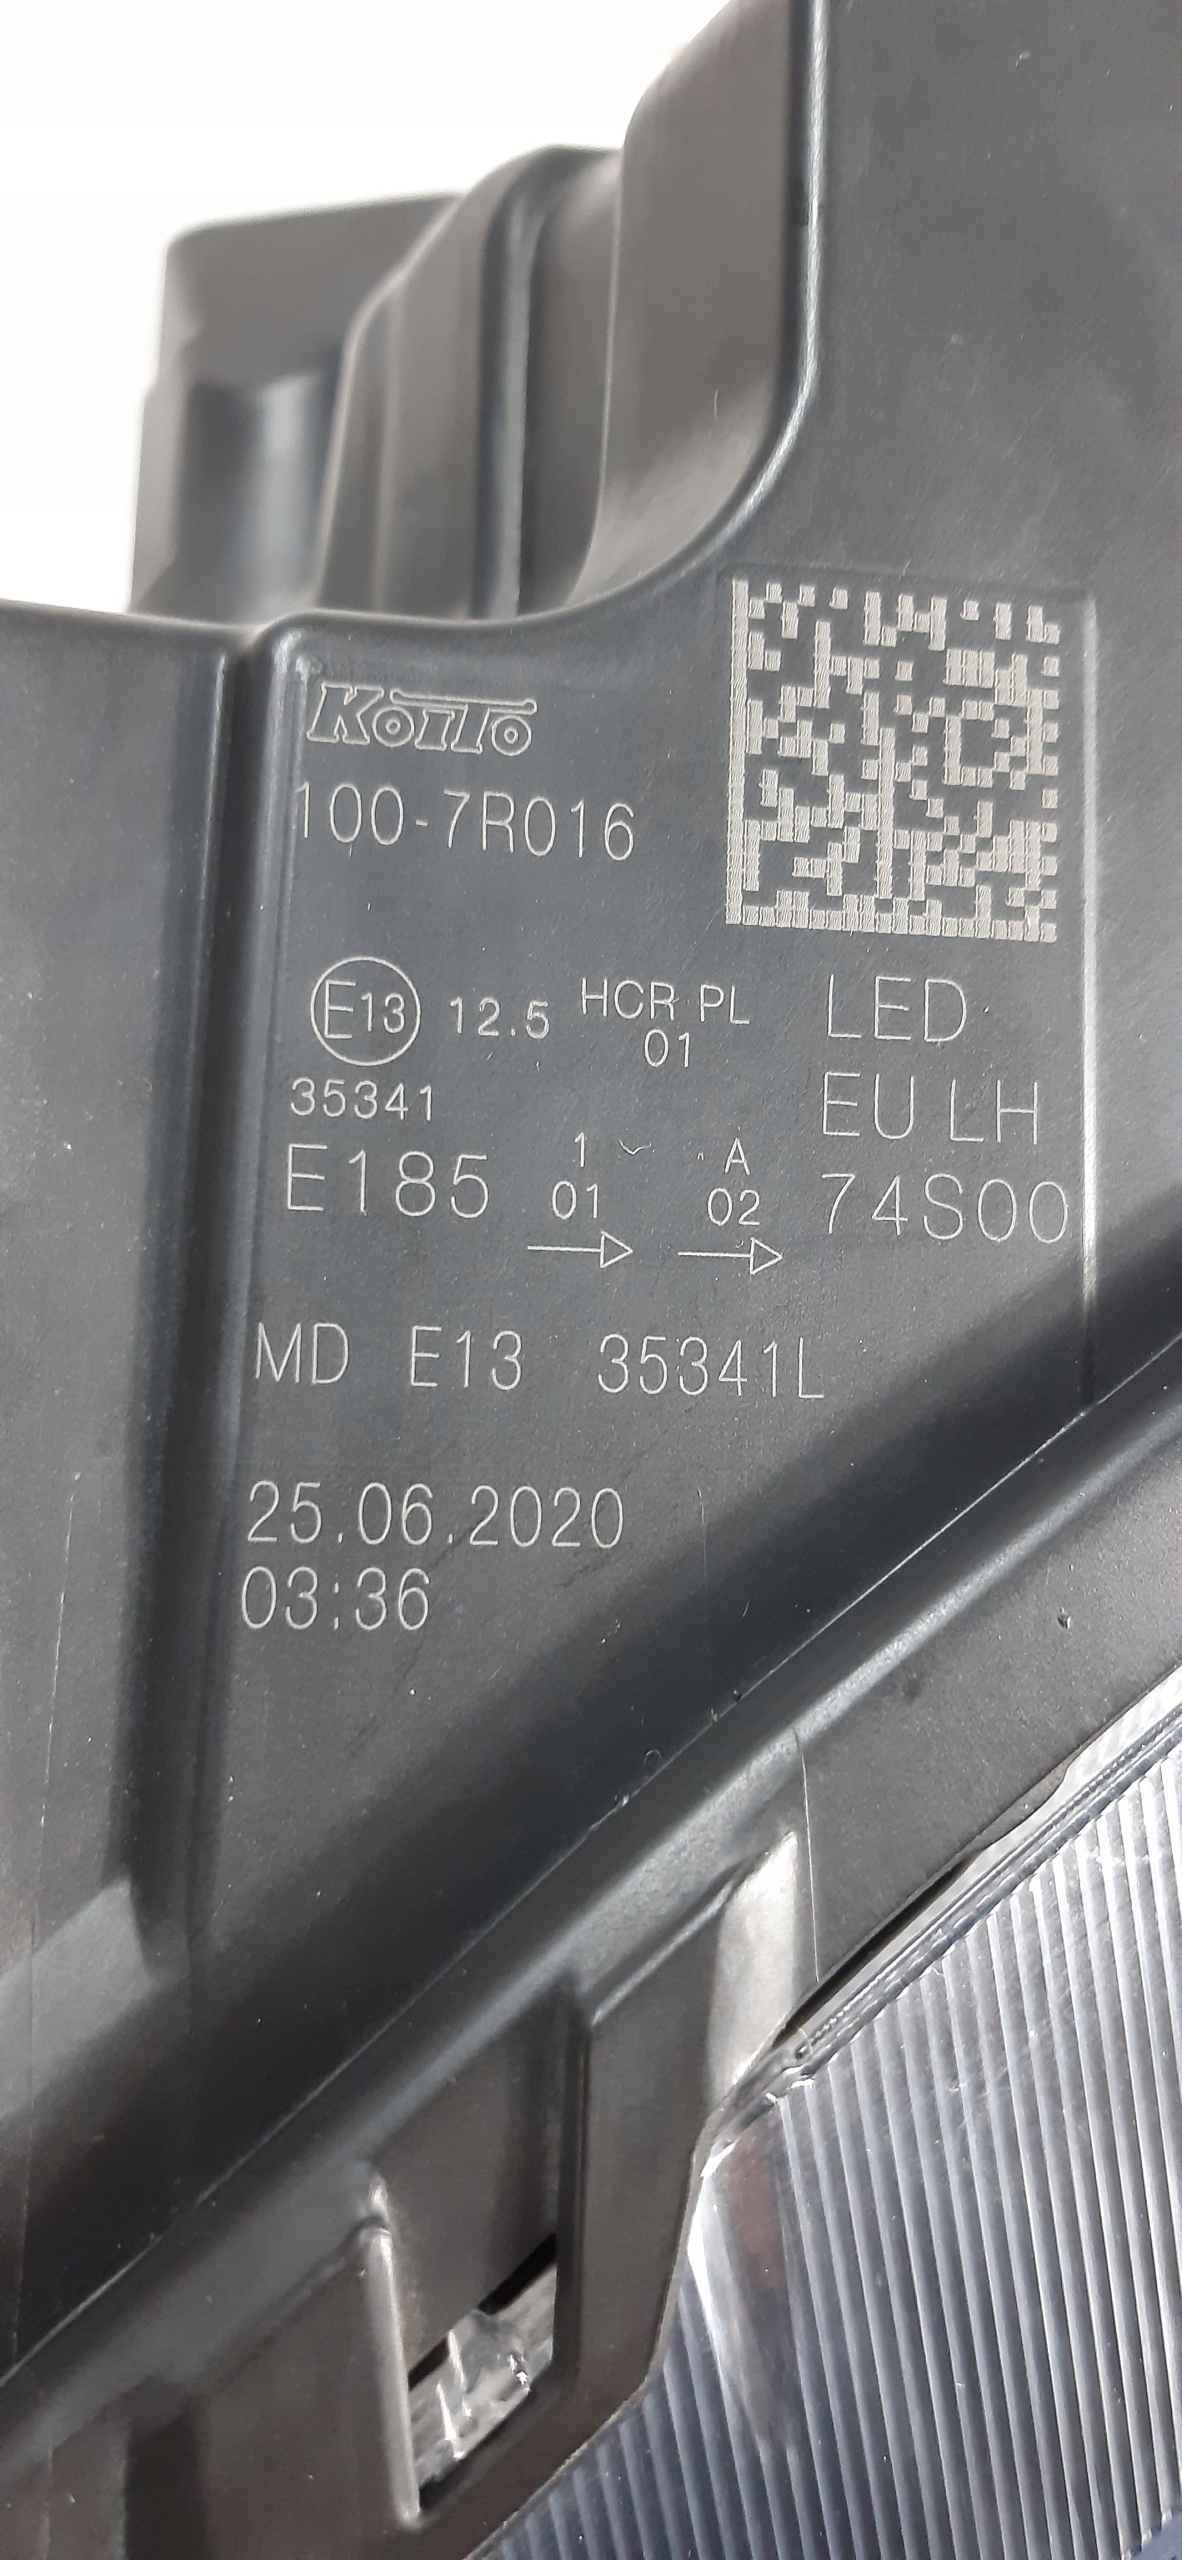 KOITO
100-7R016
E13 12.5 HCR PL LED
01
35341 EU LH
1 A
E185 01 02 74S00
MD E13 35341L
25.06.2020
03:36